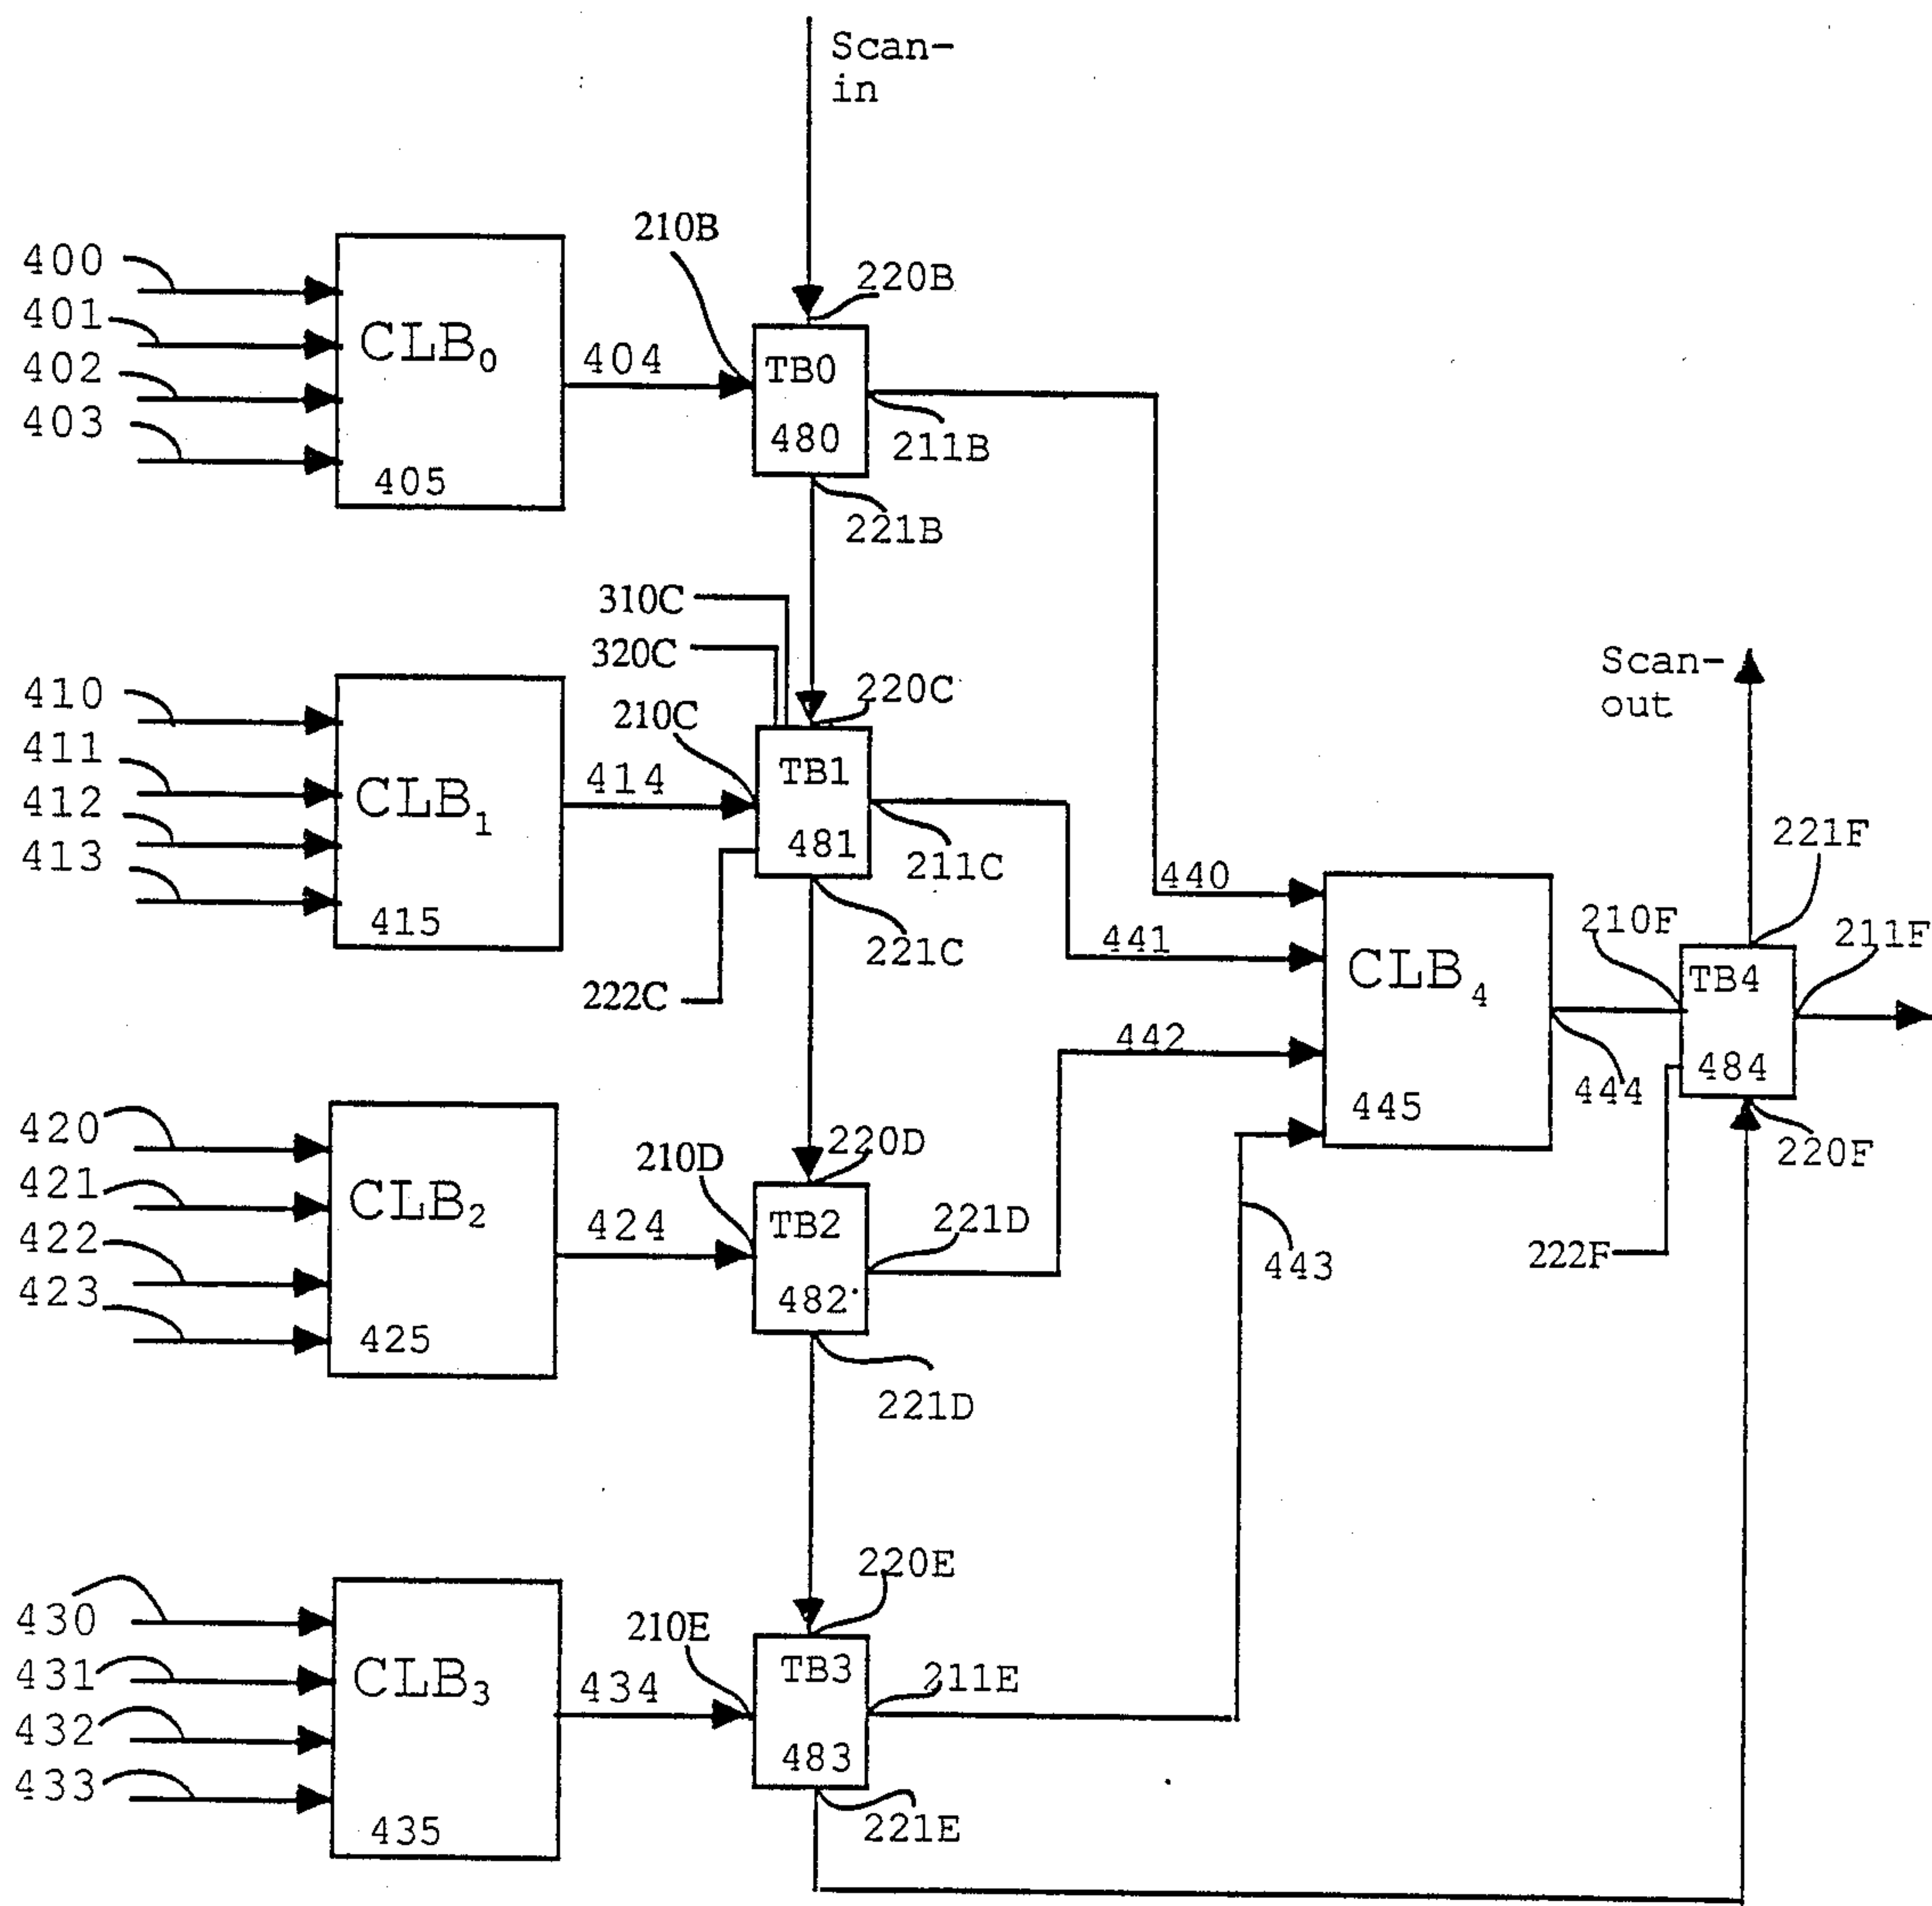 Scan-
in
210B
220B
400
401
402
403
CLB0
405
404
TB0
480
211B
221B
310C
320C
220C
210C
410
411
412
413
CLB1
415
414
TB1
481
211C
221C
222C
440
441
442
443
CLB4
445
444
Scan-
out
221F
210F
211F
TB4
484
220F
222F
420
421
422
423
CLB2
425
424
210D
220D
TB2
482
221D
221D
430
431
432
433
CLB3
435
434
210E
220E
TB3
483
211E
221E